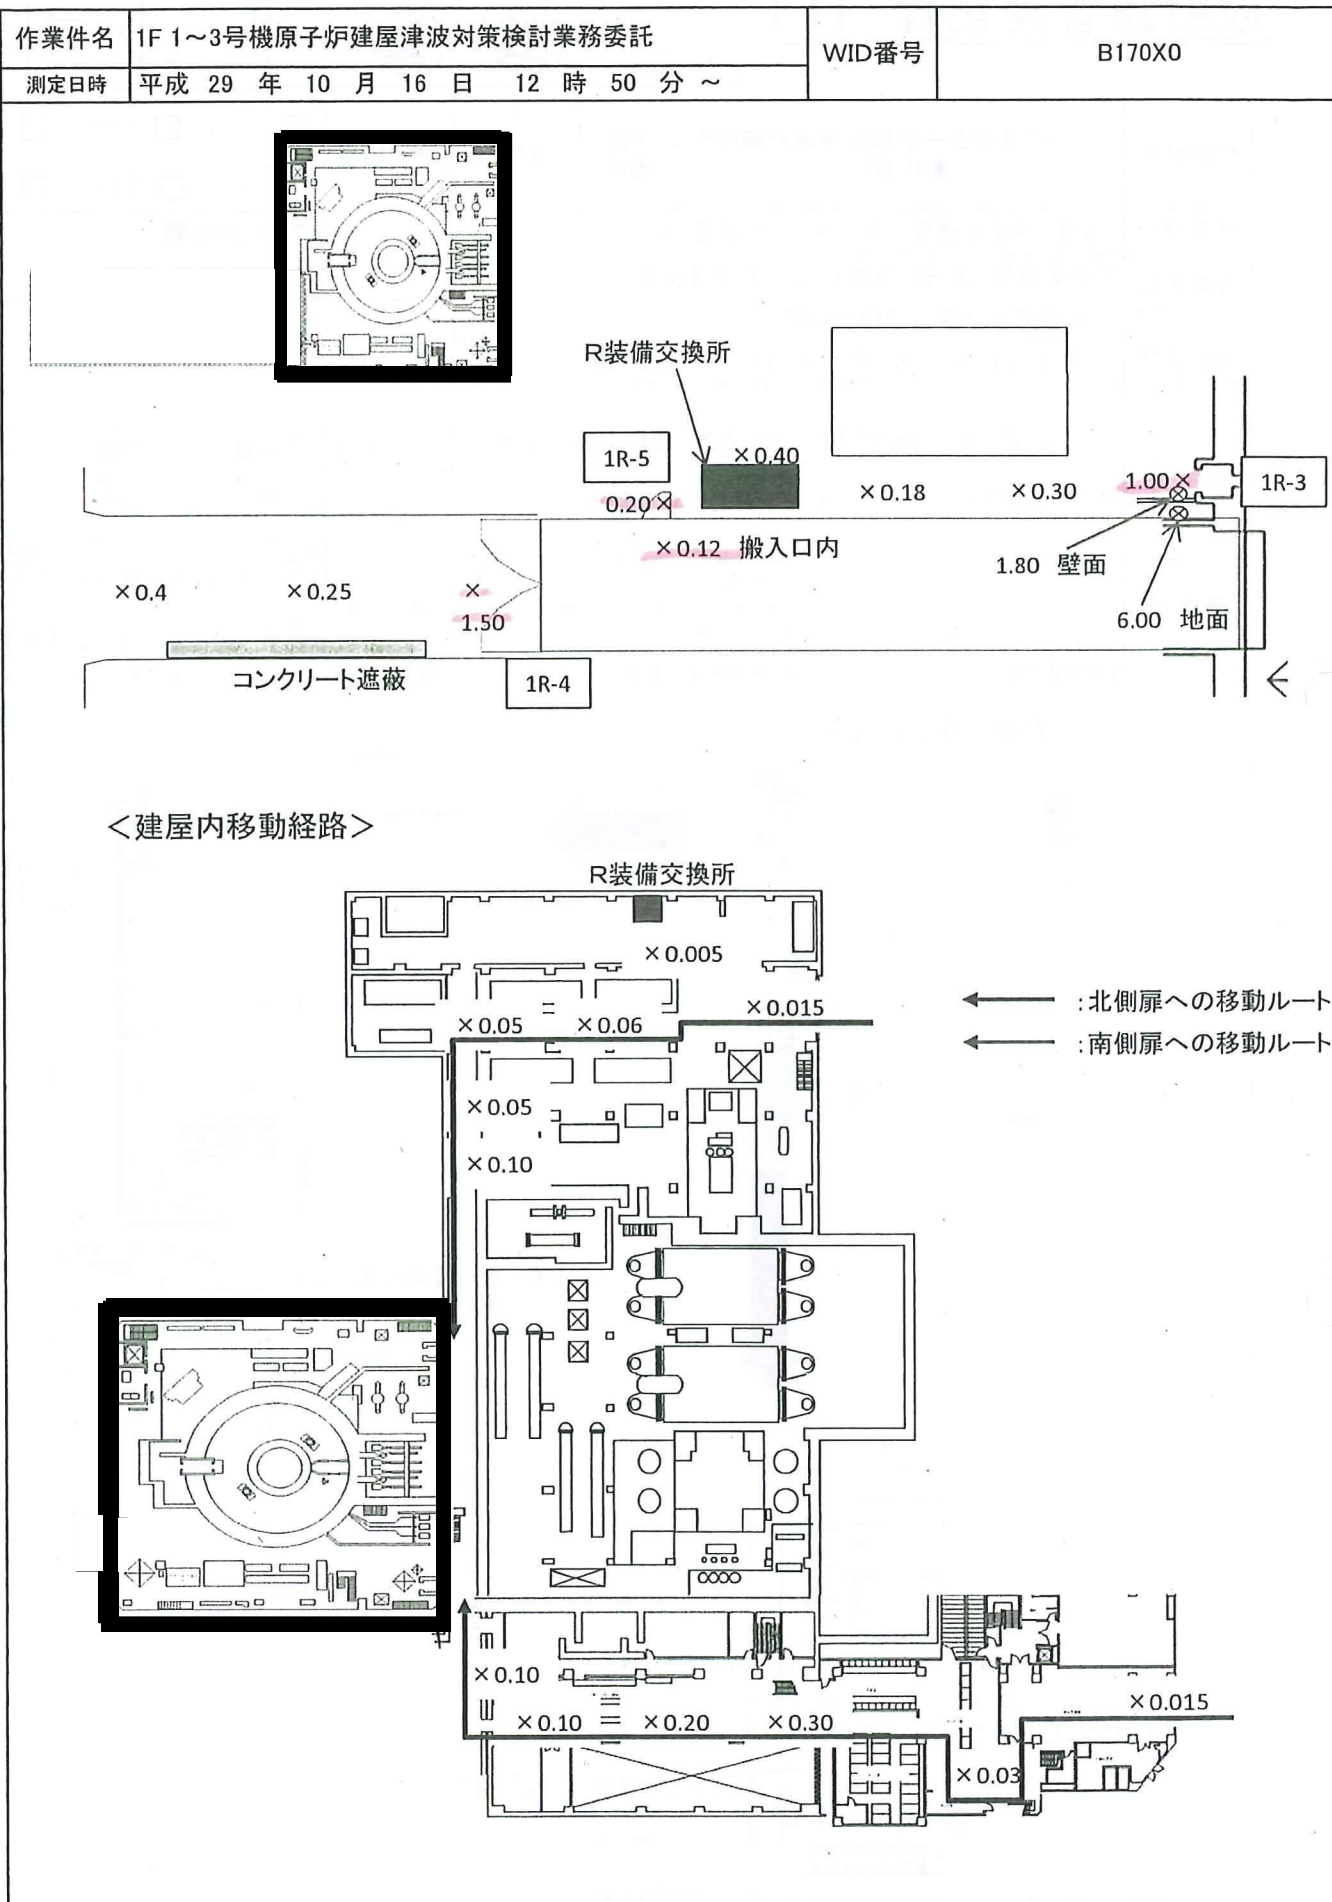 作業件名 1F 1～3号機原子炉建屋津波対策検討業務委託 WID番号 B170X0
測定日時 平成 29 年 10 月 16 日 12 時 50 分 ～
R装備交換所
1R-5
×0.40
1.00×
1R-3
0.20×
×0.18
×0.30
×0.12 搬入口内
1.80 壁面
×0.4
×0.25
×
1.50
6.00 地面
コンクリート遮蔽
1R-4
＜建屋内移動経路＞
R装備交換所
×0.005
×0.015
:北側扉への移動ルート
×0.05
×0.06
:南側扉への移動ルート
×0.05
×0.10
×0.10
×0.015
×0.10
×0.20
×0.30
×0.03